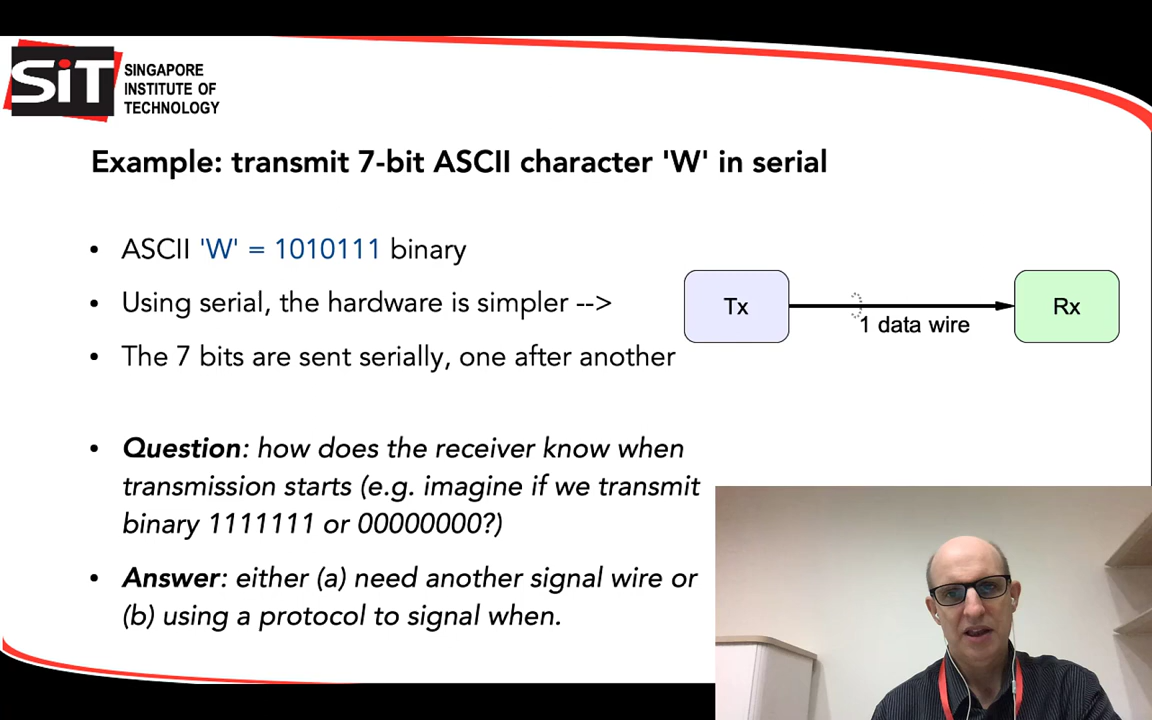 SiT
SINGAPORE
INSTITUTE OF
TECHNOLOGY
Example: transmit 7-bit ASCII character 'W' in serial
• ASCII 'W' = 1010111 binary
• Using serial, the hardware is simpler -->
• The 7 bits are sent serially, one after another
Tx
1 data wire
Rx
• Question: how does the receiver know when
transmission starts (e.g. imagine if we transmit
binary 1111111 or 00000000?)
• Answer: either (a) need another signal wire or
(b) using a protocol to signal when.